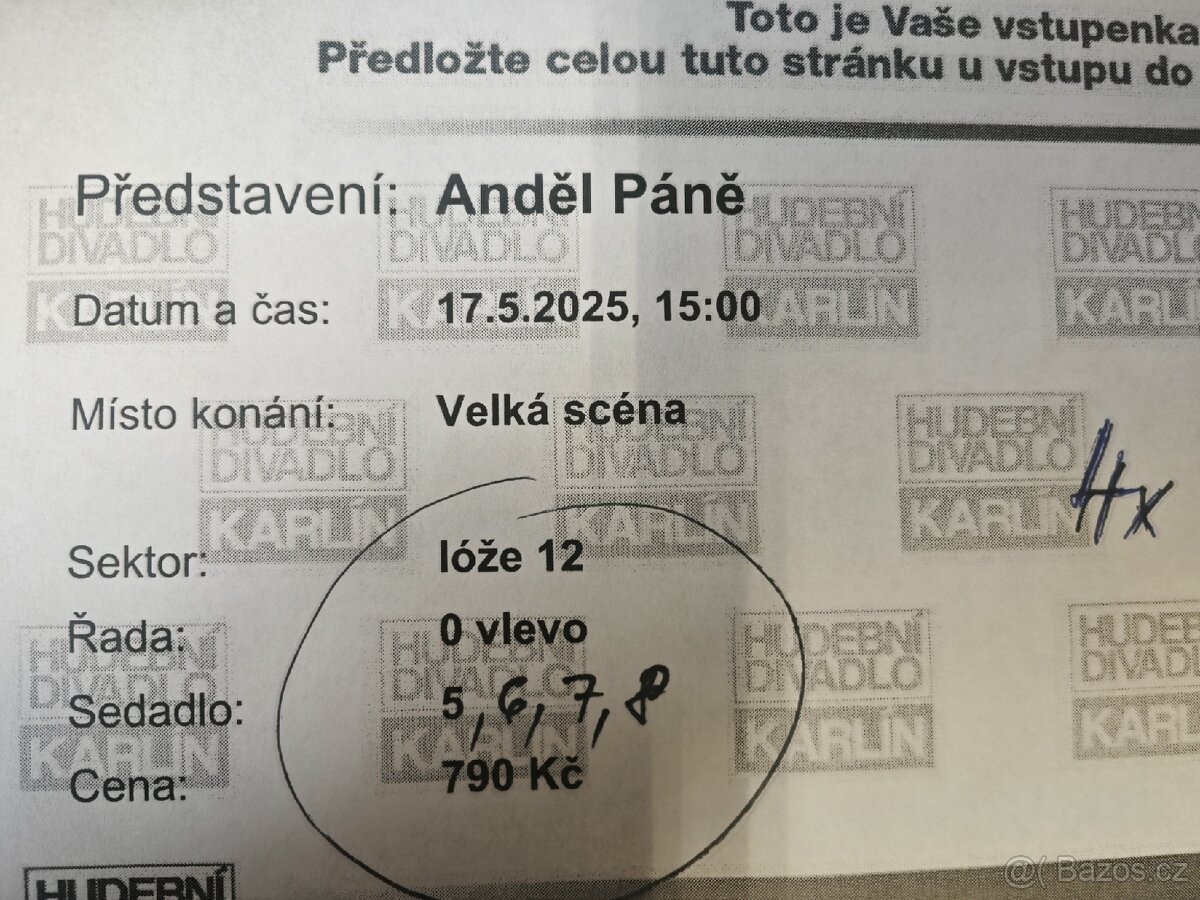 Toto je Vaše vstupenka
Předložte celou tuto stránku u vstupu do
Představení: Anděl Páně
Datum a čas: 17.5.2025, 15:00
Místo konání: Velká scéna
4x
Sektor: lóže 12
Řada: 0 vlevo
Sedadlo: 5, 6, 7, 8
Cena: 790 Kč
HUDEBNÍ DIVADLO KARLÍN
HUDEBNÍ
@( Bazos.cz